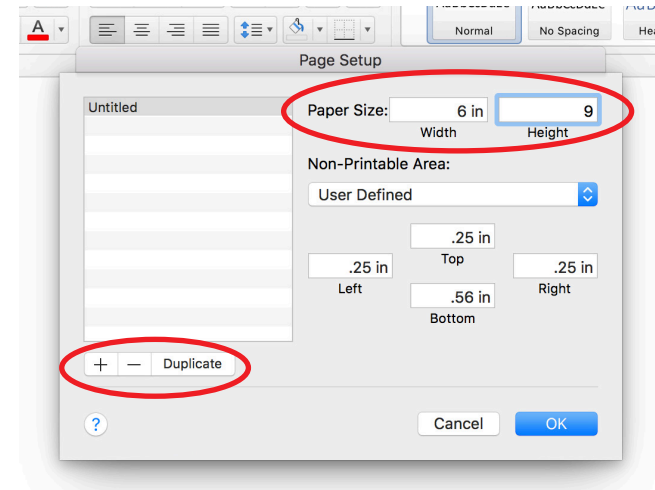 A
Normal No Spacing
Page Setup
Untitled
Paper Size: 6 in 9
Width Height
Non-Printable Area:
User Defined
.25 in
Top
.25 in .25 in
Left Right
.56 in
Bottom
+ − Duplicate
? Cancel OK